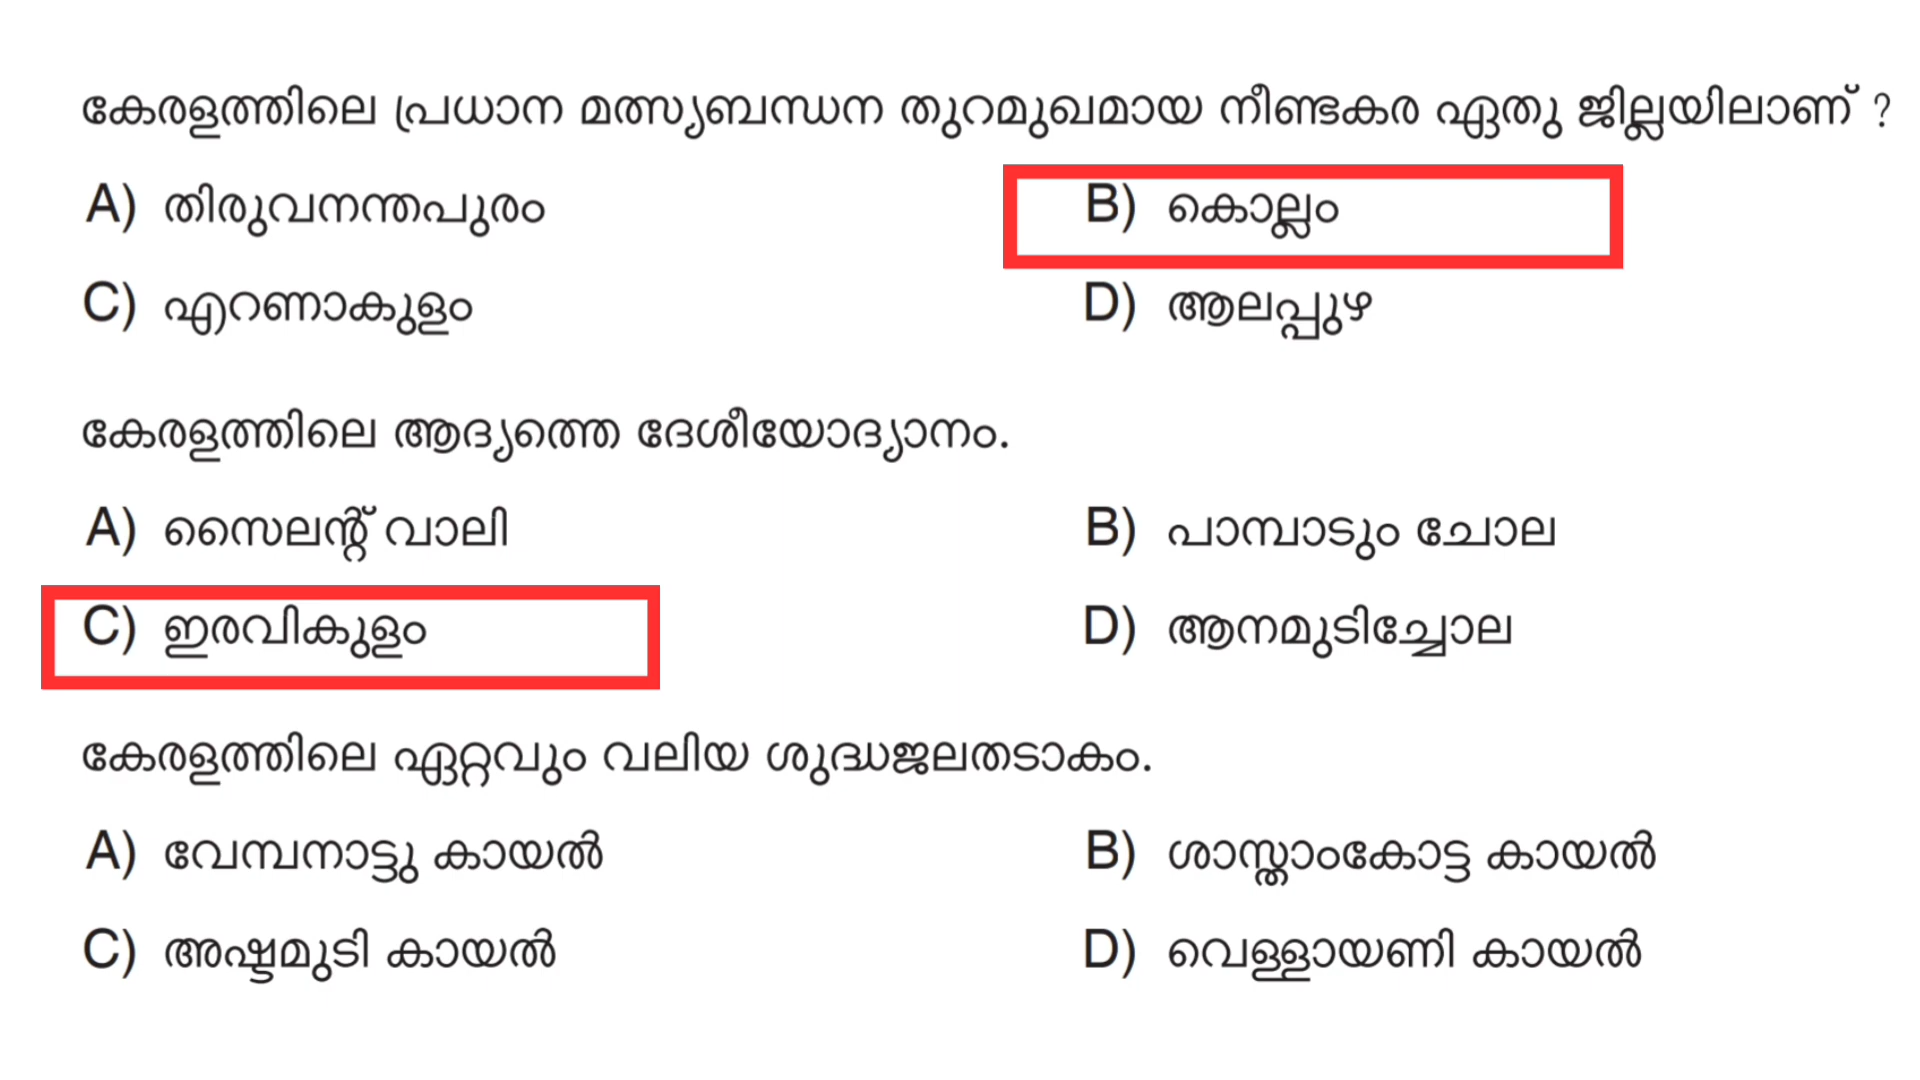 കേരളത്തിലെ പ്രധാന മത്സ്യബന്ധന തുറമുഖമായ നീണ്ടകര ഏതു ജില്ലയിലാണ് ?
A) തിരുവനന്തപുരം B) കൊല്ലം
C) എറണാകുളം D) ആലപ്പുഴ
കേരളത്തിലെ ആദ്യത്തെ ദേശീയോദ്യാനം.
A) സൈലന്റ് വാലി B) പാമ്പാടും ചോല
C) ഇരവികുളം D) ആനമുടിച്ചോല
കേരളത്തിലെ ഏറ്റവും വലിയ ശുദ്ധജലതടാകം.
A) വേമ്പനാട്ടു കായൽ B) ശാസ്താംകോട്ട കായൽ
C) അഷ്ടമുടി കായൽ D) വെള്ളായണി കായൽ